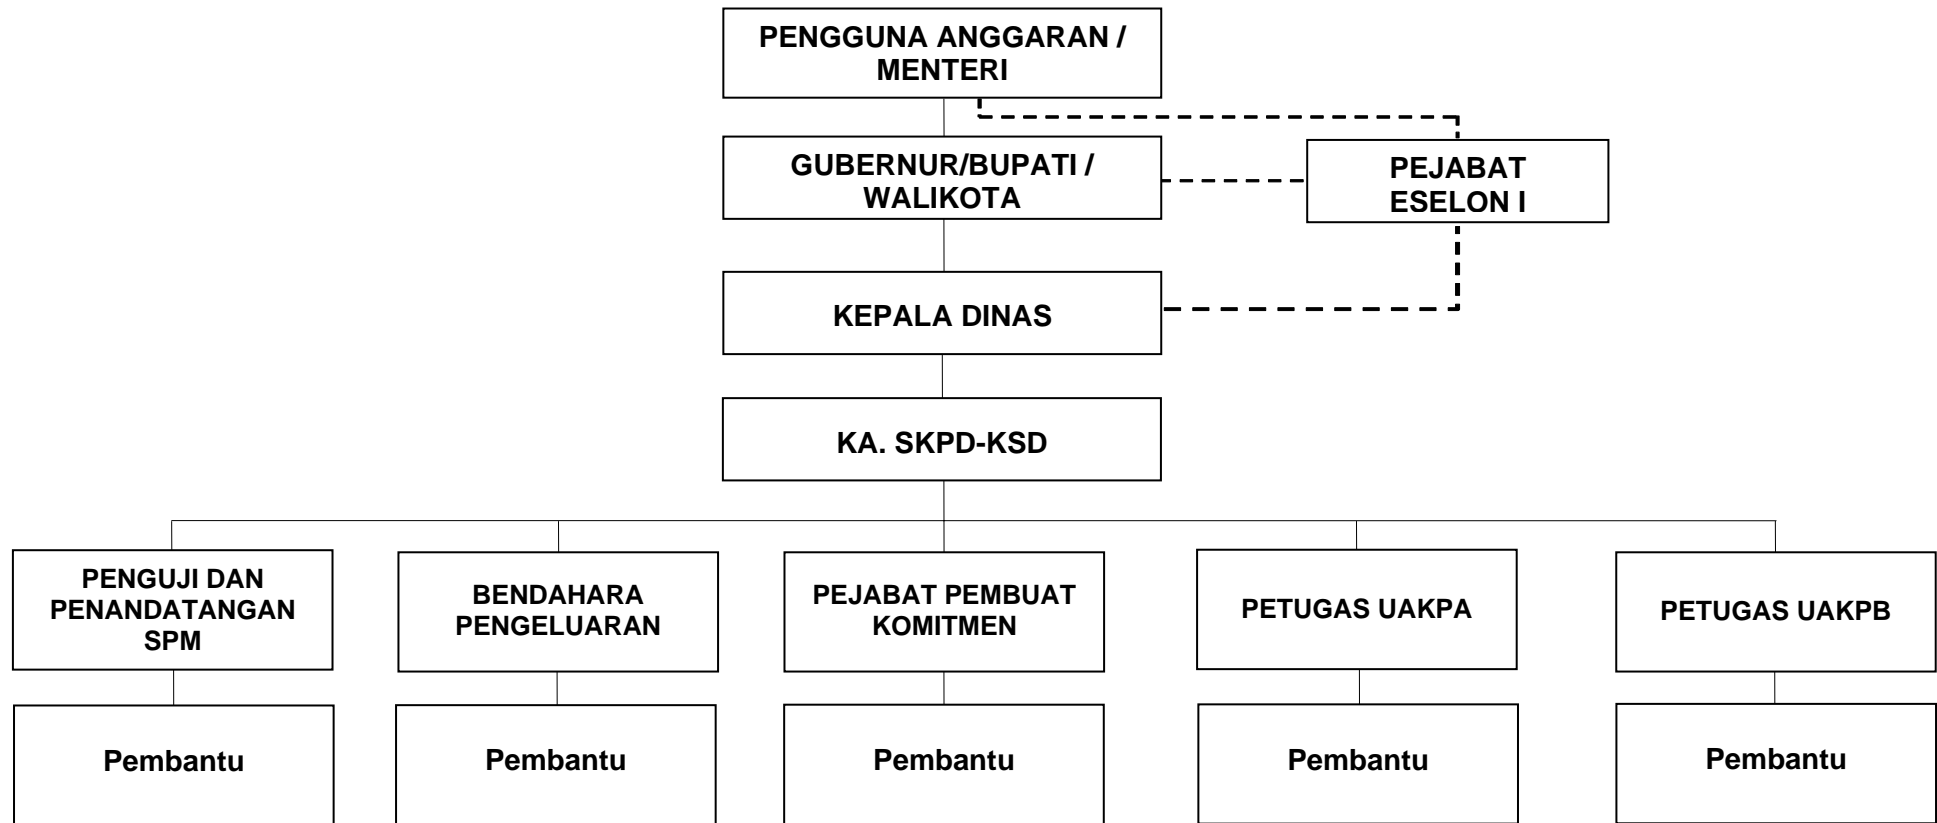 PENGGUNA ANGGARAN /
MENTERI
GUBERNUR/BUPATI /
WALIKOTA
PEJABAT
ESELON I
KEPALA DINAS
KA. SKPD-KSD
PENGUJI DAN
PENANDATANGAN
SPM
BENDAHARA
PENGELUARAN
PEJABAT PEMBUAT
KOMITMEN
PETUGAS UAKPA
PETUGAS UAKPB
Pembantu
Pembantu
Pembantu
Pembantu
Pembantu